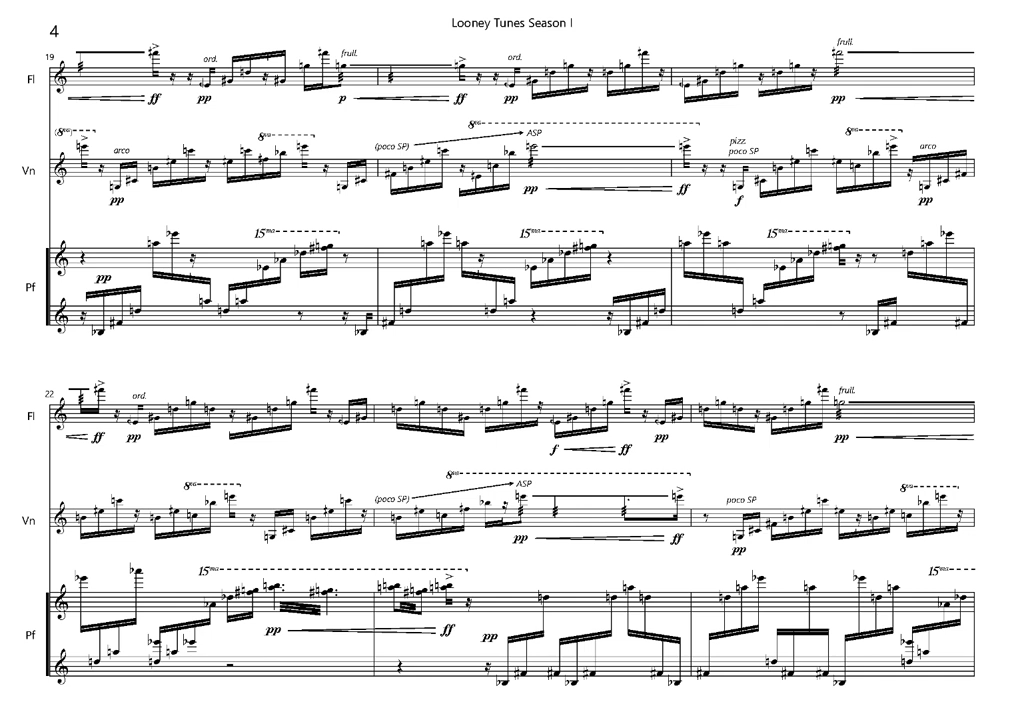 Looney Tunes Season I
4
19
ord.
frull.
ord.
frull.
Fl
ff
pp
p
ff
pp
pp
(8va)
arco
8va
(poco SP)
8va
ASP
pizz.
poco SP
8va
arco
Vn
pp
pp
ff
f
pp
15ma
15ma
15ma
pp
Pf
22
ord.
frull.
Fl
ff
pp
f
ff
pp
pp
8va
(poco SP)
8va
ASP
poco SP
8va
Vn
pp
ff
pp
15ma
15ma
15ma
Pf
pp
ff
pp